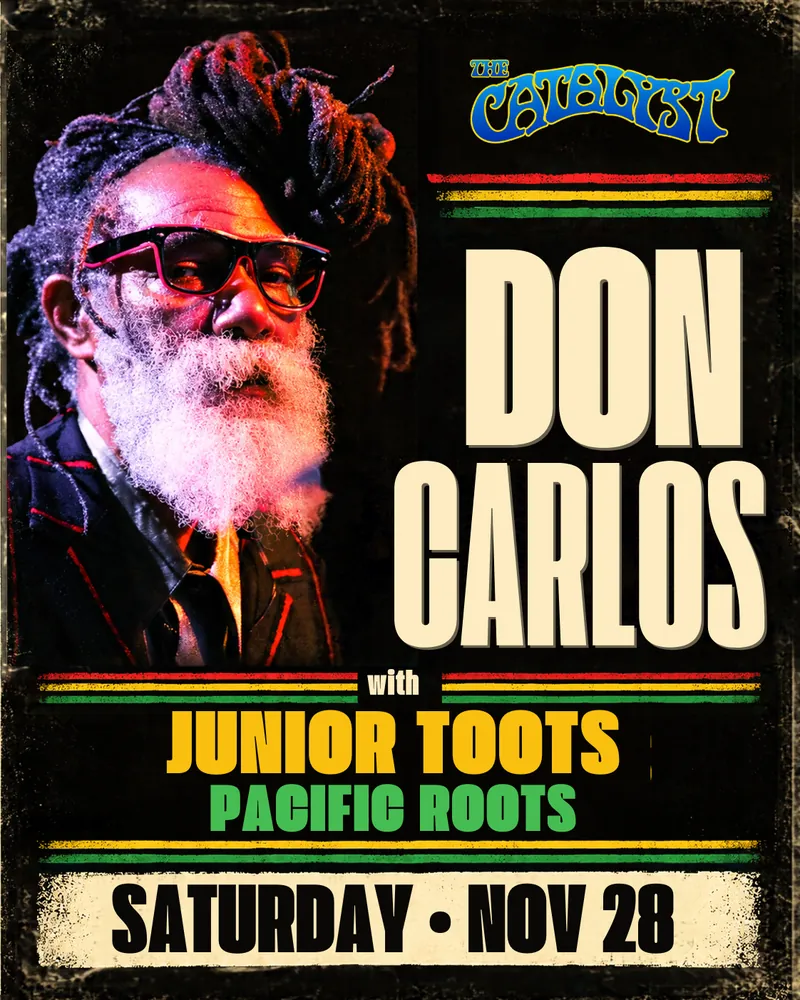 THE
CATALYST
DON
CARLOS
with
JUNIOR TOOTS
PACIFIC ROOTS
SATURDAY • NOV 28